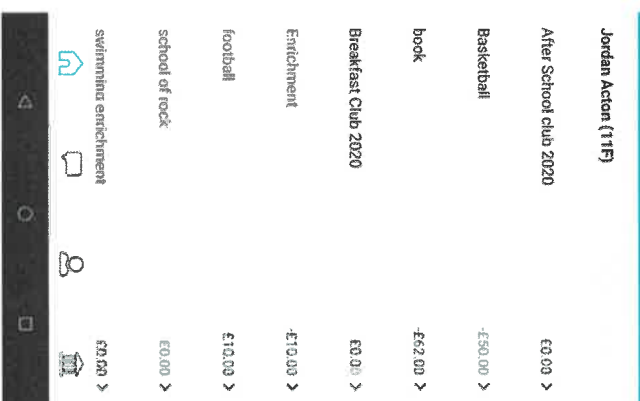 Jordan Acton (11F)
After School club 2020 £0.00
Basketball -£50.00
book -£62.00
Breakfast Club 2020 £0.00
Enrichment -£10.00
football £10.00
school of rock £0.00
swimming enrichment £0.00